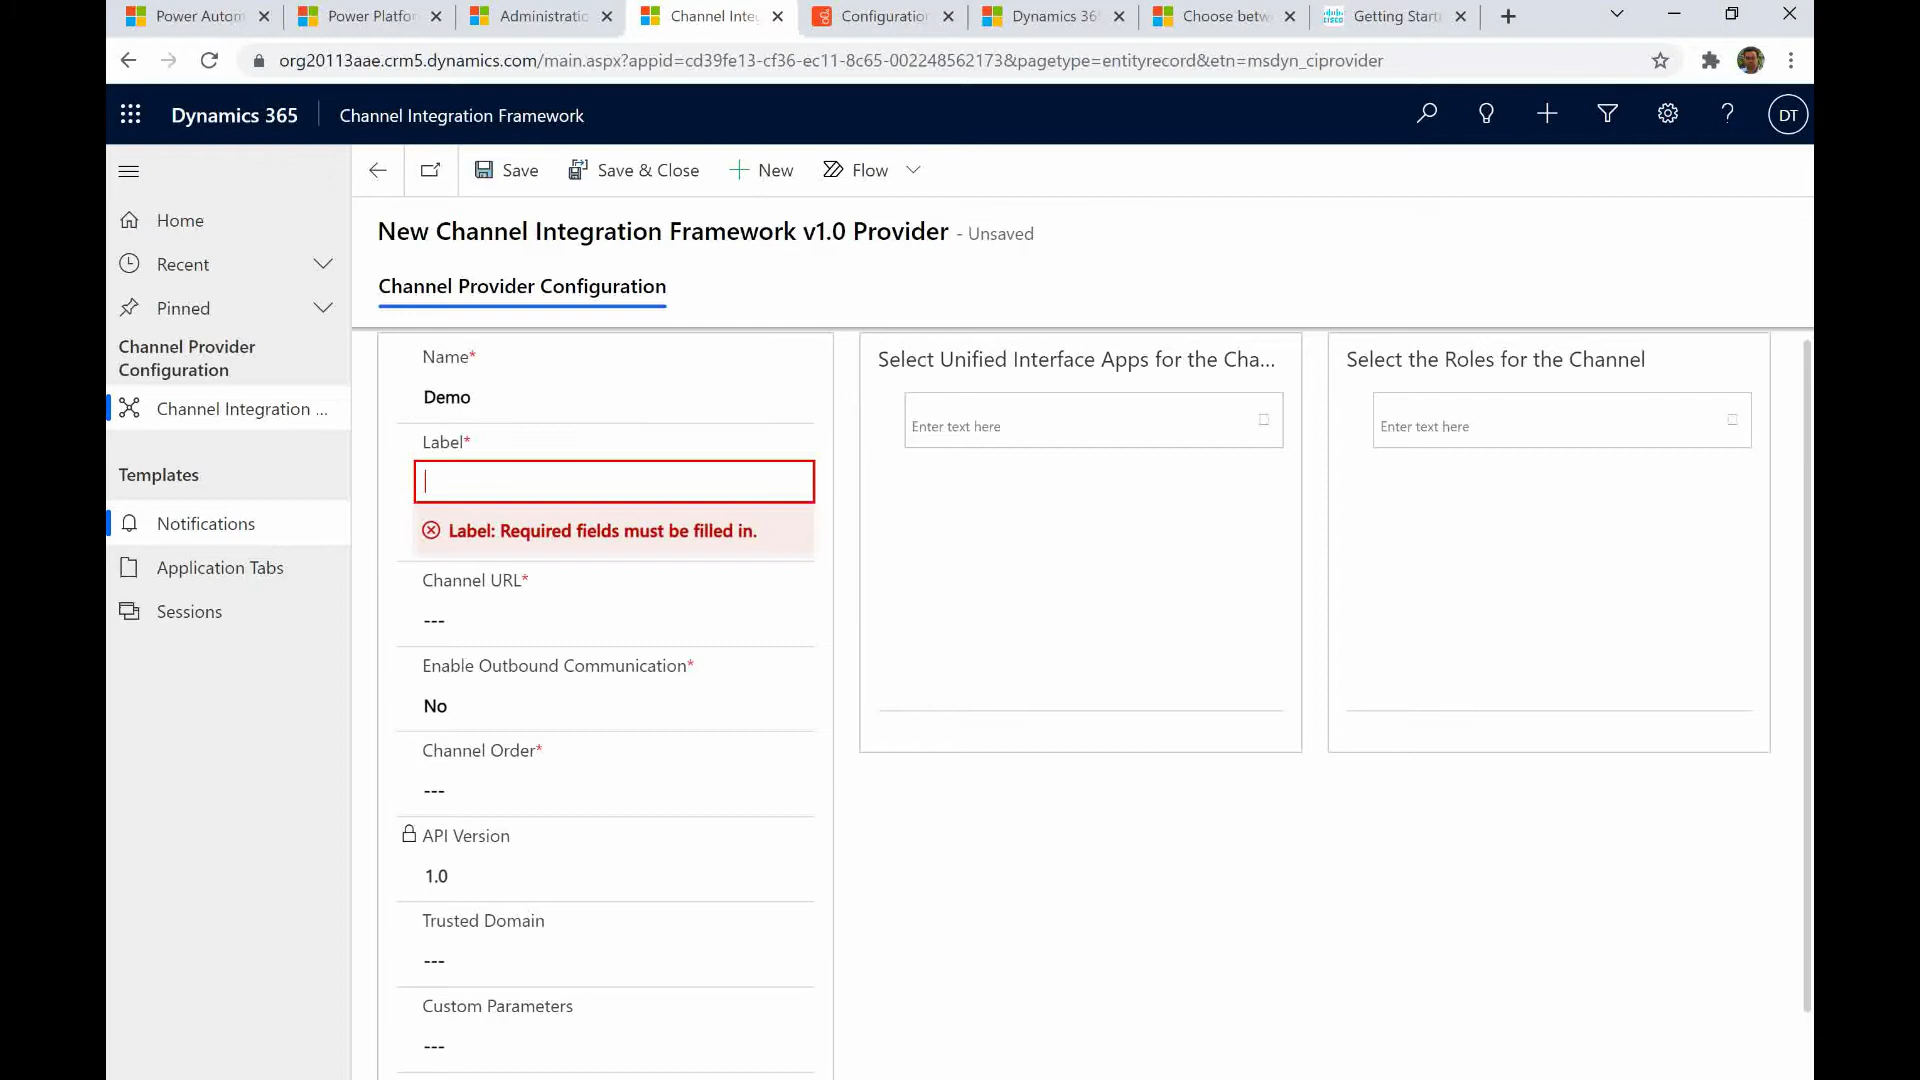 Power Autom
Power Platfo
Administratio
Channel Inte
Configuration
Dynamics 36
Choose betw
Getting Start
org20113aae.crm5.dynamics.com/main.aspx?appid=cd39fe13-cf36-ec11-8c65-002248562173&pagetype=entityrecord&etn=msdyn_ciprovider
Dynamics 365
Channel Integration Framework
DT
Save
Save & Close
New
Flow
Home
Recent
Pinned
Channel Provider
Configuration
Channel Integration ...
Templates
Notifications
Application Tabs
Sessions
New Channel Integration Framework v1.0 Provider - Unsaved
Channel Provider Configuration
Name*
Demo
Label*
Label: Required fields must be filled in.
Channel URL*
---
Enable Outbound Communication*
No
Channel Order*
---
API Version
1.0
Trusted Domain
---
Custom Parameters
---
Select Unified Interface Apps for the Cha...
Enter text here
Select the Roles for the Channel
Enter text here